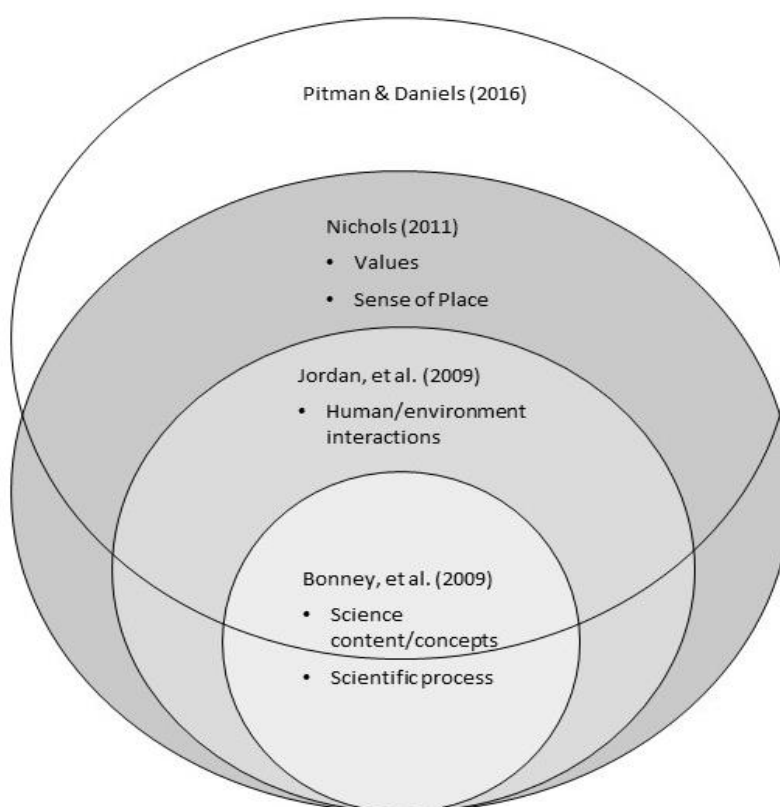 Pitman & Daniels (2016)
Nichols (2011)
• Values
• Sense of Place
Jordan, et al. (2009)
• Human/environment
interactions
Bonney, et al. (2009)
• Science
content/concepts
• Scientific process